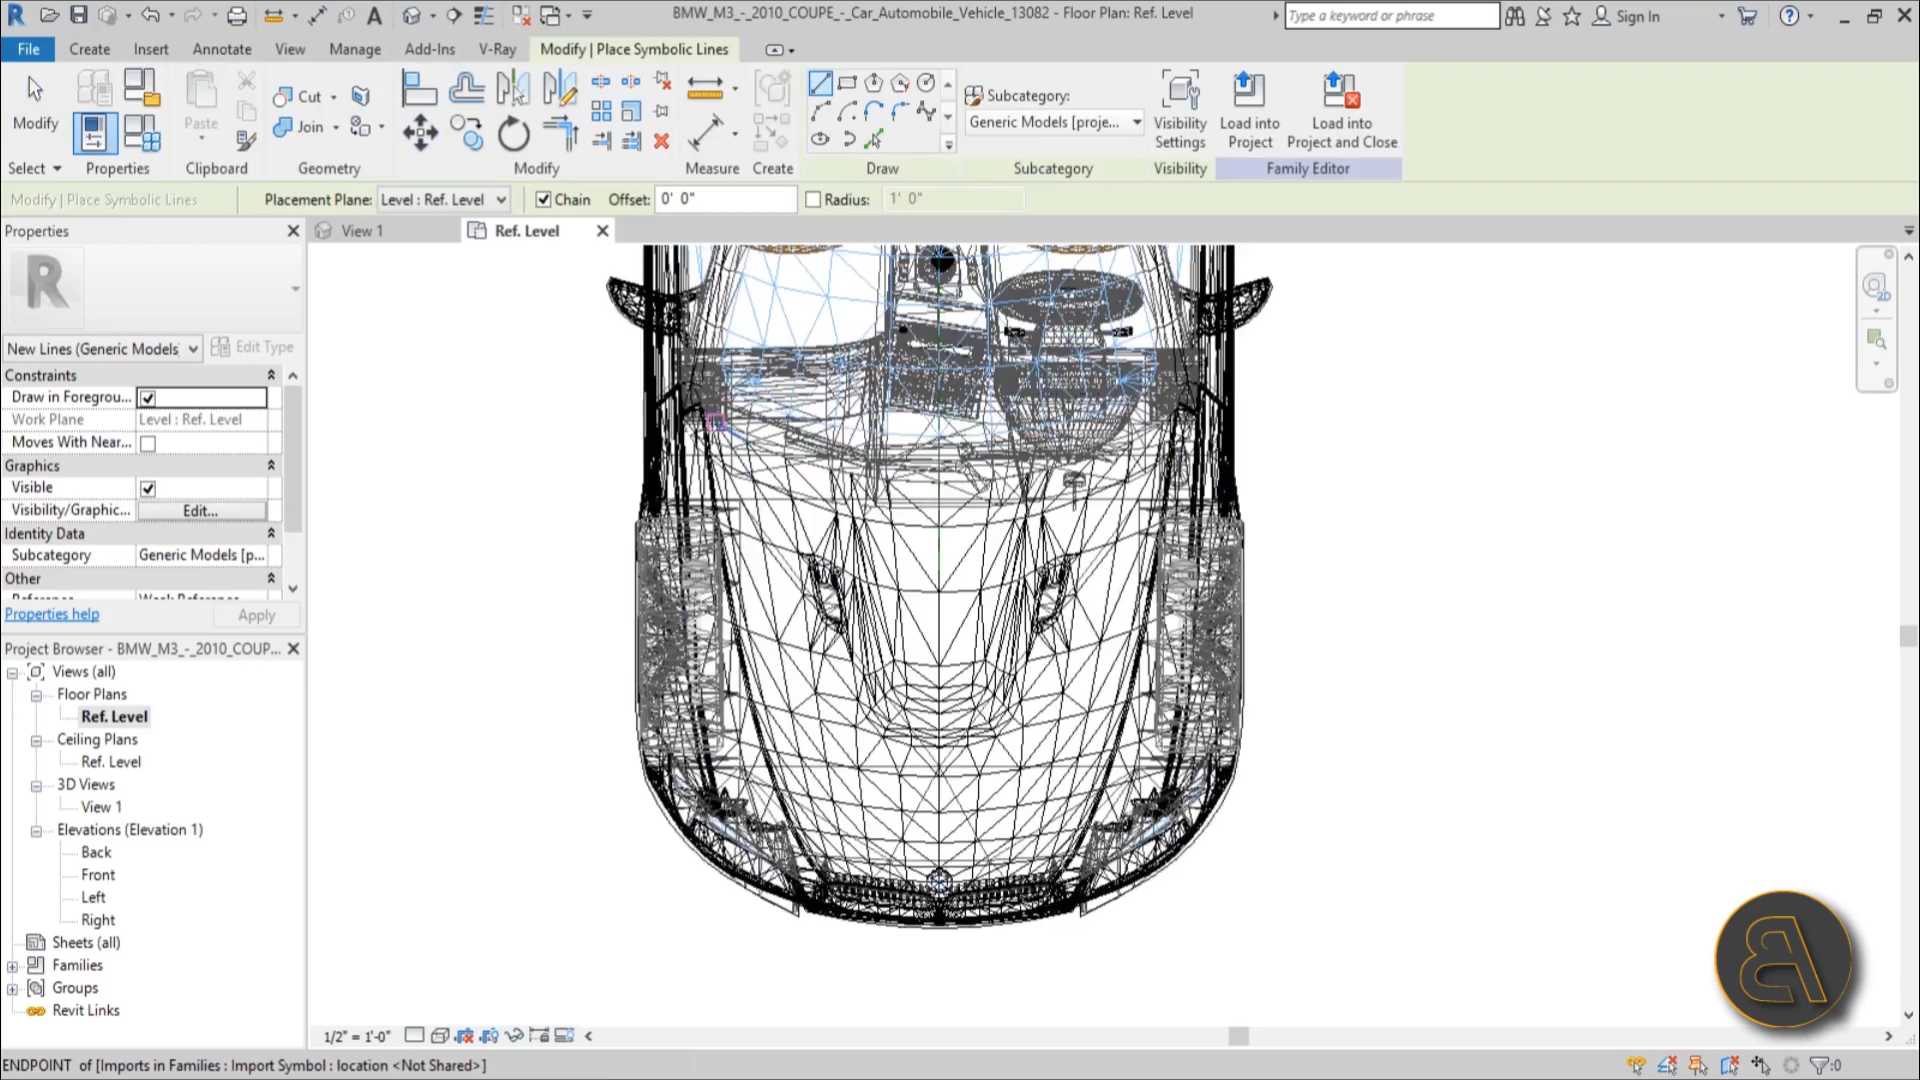 BMW_M3_-_2010_COUPE_-_Car_Automobile_Vehicle_13082 - Floor Plan: Ref. Level
Type a keyword or phrase
Sign In
File
Create
Insert
Annotate
View
Manage
Add-Ins
V-Ray
Modify | Place Symbolic Lines
Modify
Paste
Cut
Join
Subcategory:
Generic Models [proje...
Visibility Settings
Load into Project
Load into Project and Close
Select
Properties
Clipboard
Geometry
Modify
Measure
Create
Draw
Subcategory
Visibility
Family Editor
Modify | Place Symbolic Lines
Placement Plane:
Level : Ref. Level
Chain
Offset:
0' 0"
Radius:
1' 0"
Properties
View 1
Ref. Level
New Lines (Generic Models
Edit Type
Constraints
Draw in Foregrou...
Work Plane
Level : Ref. Level
Moves With Near...
Graphics
Visible
Visibility/Graphic...
Edit...
Identity Data
Subcategory
Generic Models [p...
Other
Properties help
Apply
Project Browser - BMW_M3_-_2010_COUP...
Views (all)
Floor Plans
Ref. Level
Ceiling Plans
Ref. Level
3D Views
View 1
Elevations (Elevation 1)
Back
Front
Left
Right
Sheets (all)
Families
Groups
Revit Links
1/2" = 1'-0"
ENDPOINT of [Imports in Families : Import Symbol : location <Not Shared>]
:0
2D